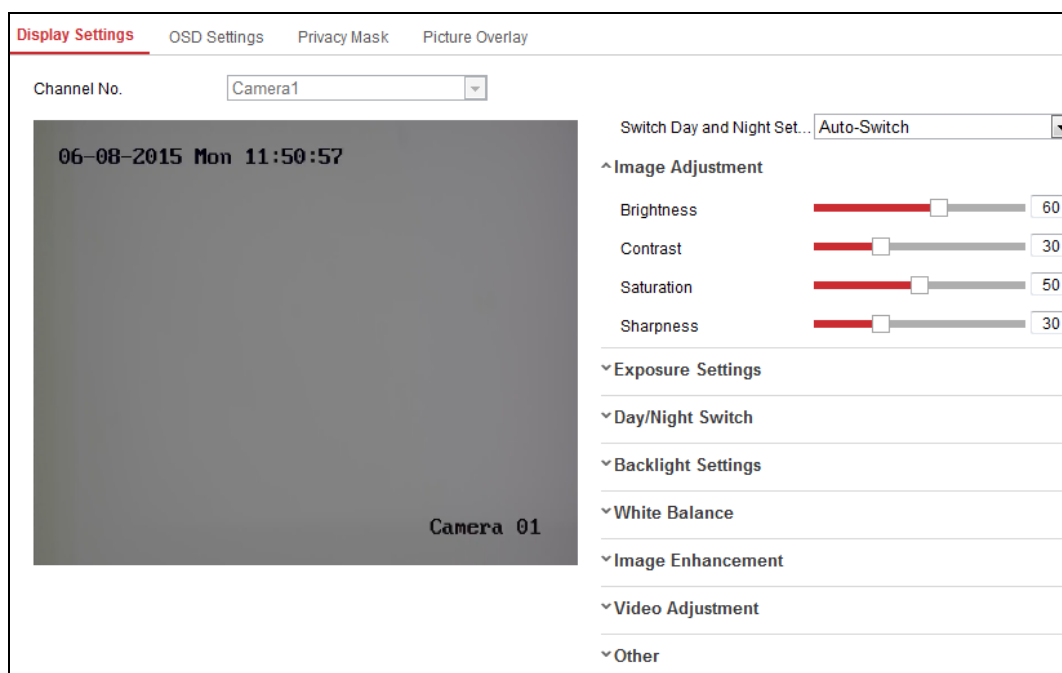 Display Settings OSD Settings Privacy Mask Picture Overlay
Channel No. Camera1
06-08-2015 Mon 11:50:57
Camera 01
Switch Day and Night Set... Auto-Switch
Image Adjustment
Brightness 60
Contrast 30
Saturation 50
Sharpness 30
Exposure Settings
Day/Night Switch
Backlight Settings
White Balance
Image Enhancement
Video Adjustment
Other